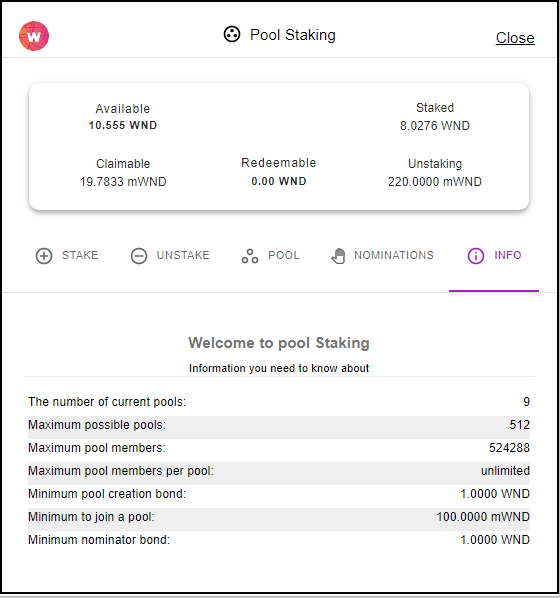 W
Pool Staking
Close
Available
10.555 WND
Staked
8.0276 WND
Claimable
19.7833 mWND
Redeemable
0.00 WND
Unstaking
220.0000 mWND
STAKE UNSTAKE POOL NOMINATIONS INFO
Welcome to pool Staking
Information you need to know about
The number of current pools: 9
Maximum possible pools: 512
Maximum pool members: 524288
Maximum pool members per pool: unlimited
Minimum pool creation bond: 1.0000 WND
Minimum to join a pool: 100.0000 mWND
Minimum nominator bond: 1.0000 WND